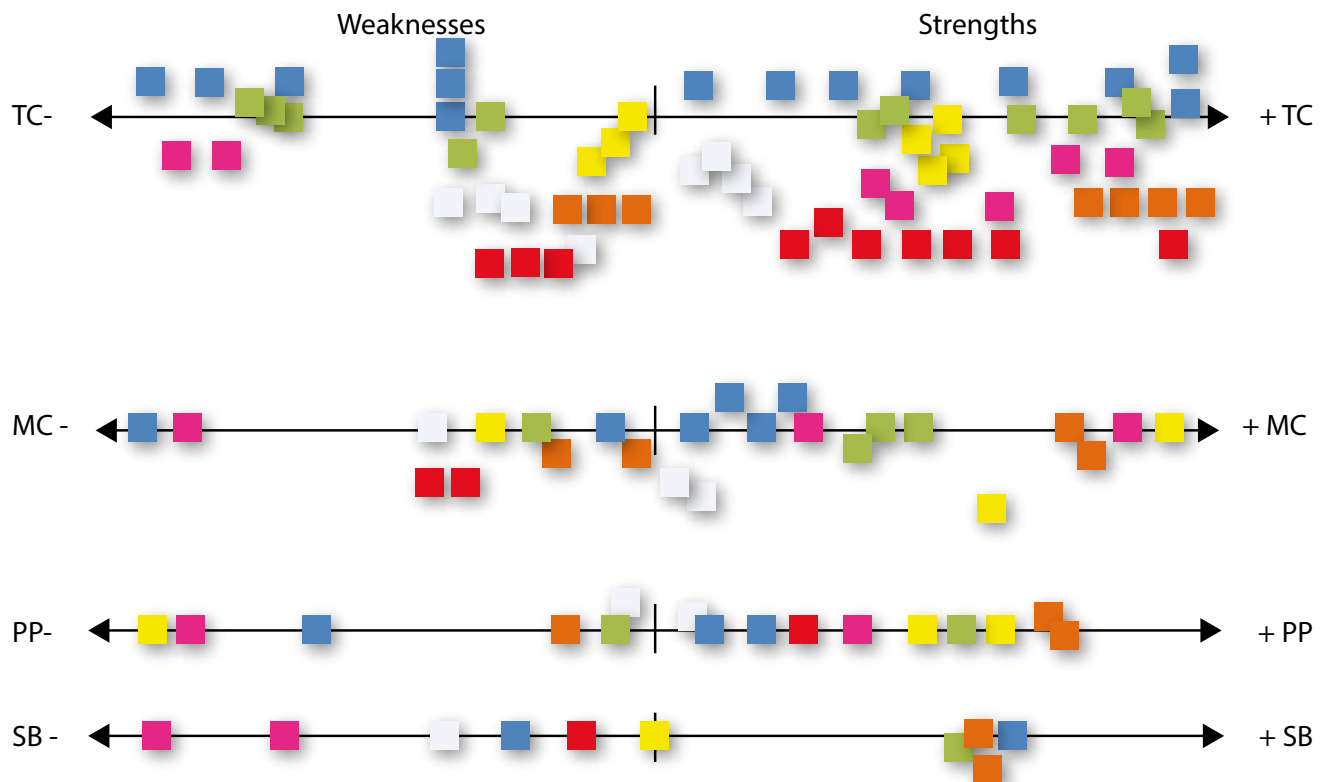 Weaknesses Strengths
TC- + TC
MC - + MC
PP- + PP
SB - + SB